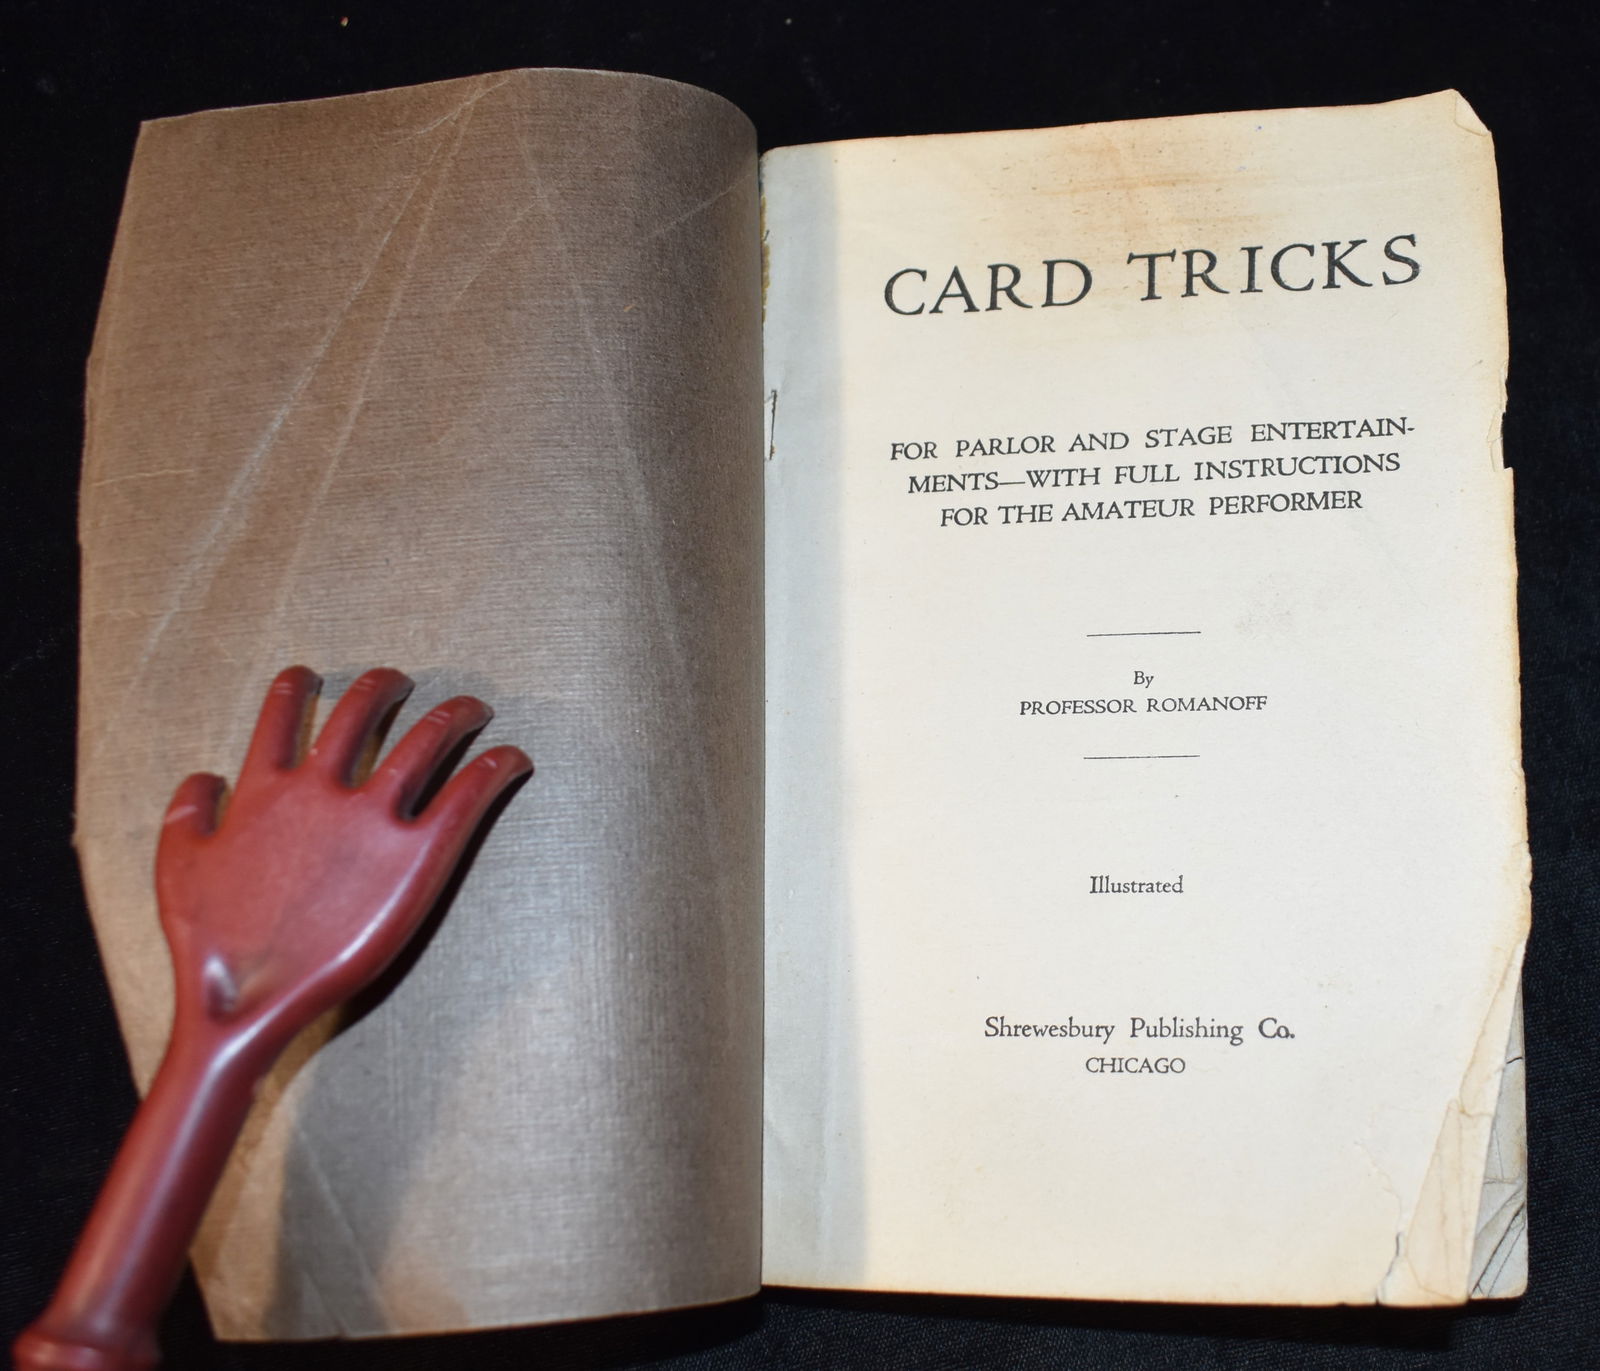 CARD TRICKS
FOR PARLOR AND STAGE ENTERTAIN-
MENTS—WITH FULL INSTRUCTIONS
FOR THE AMATEUR PERFORMER
By
PROFESSOR ROMANOFF
Illustrated
Shrewesbury Publishing Co.
CHICAGO